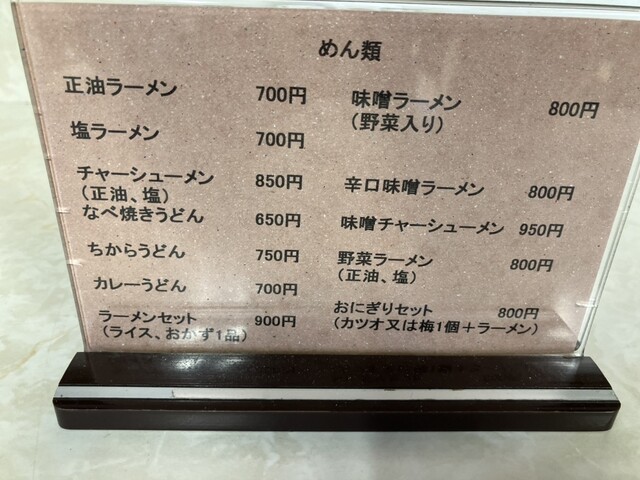 めん類
正油ラーメン 700円
塩ラーメン 700円
チャーシューメン 850円
(正油、塩)
なべ焼きうどん 650円
ちからうどん 750円
カレーうどん 700円
ラーメンセット 900円
(ライス、おかず1品)
味噌ラーメン 800円
(野菜入り)
辛口味噌ラーメン 800円
味噌チャーシューメン 950円
野菜ラーメン 800円
(正油、塩)
おにぎりセット 800円
(カツオ又は梅1個＋ラーメン)